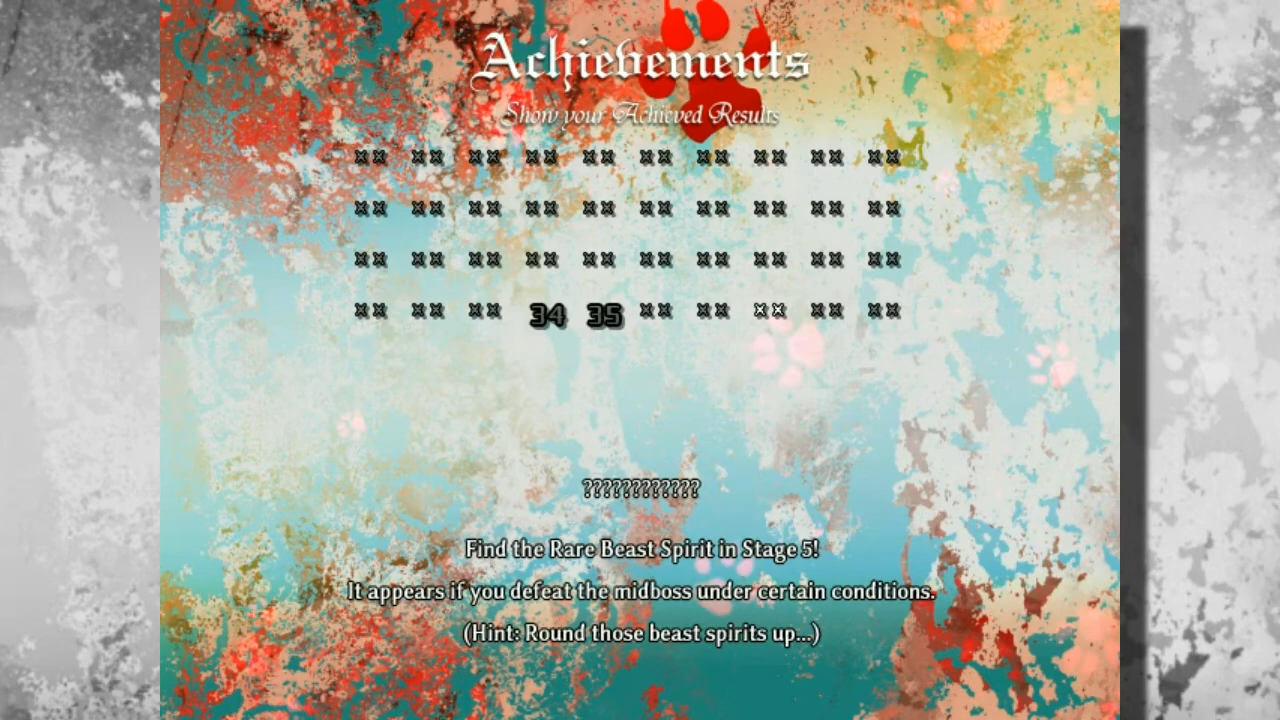 Achievements
Show your Achieved Results
×× ×× ×× ×× ×× ×× ×× ×× ×× ××
×× ×× ×× ×× ×× ×× ×× ×× ×× ××
×× ×× ×× ×× ×× ×× ×× ×× ×× ××
×× ×× ×× 34 35 ×× ×× ×× ×× ××
????????????
Find the Rare Beast Spirit in Stage 5!
It appears if you defeat the midboss under certain conditions.
(Hint: Round those beast spirits up...)